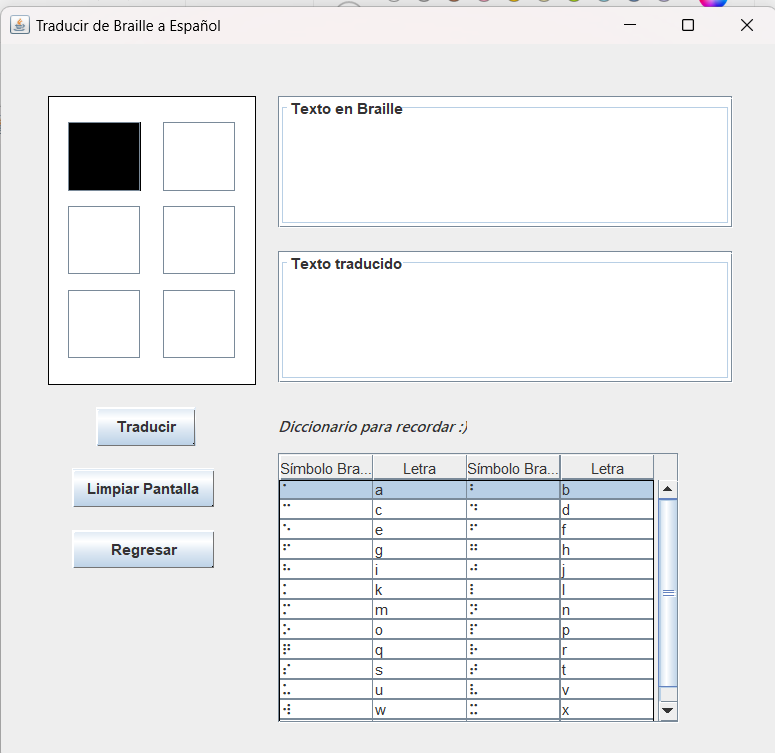 Traducir de Braille a Español
Texto en Braille
Texto traducido
Traducir
Limpiar Pantalla
Regresar
Diccionario para recordar :)
Símbolo Bra... Letra Símbolo Bra... Letra
⠁ a ⠃ b
⠉ c ⠙ d
⠑ e ⠋ f
⠋ g ⠛ h
⠓ i ⠚ j
⠅ k ⠇ l
⠍ m ⠝ n
⠕ o ⠏ p
⠿ q ⠗ r
⠎ s ⠞ t
⠥ u ⠧ v
⠺ w ⠭ x